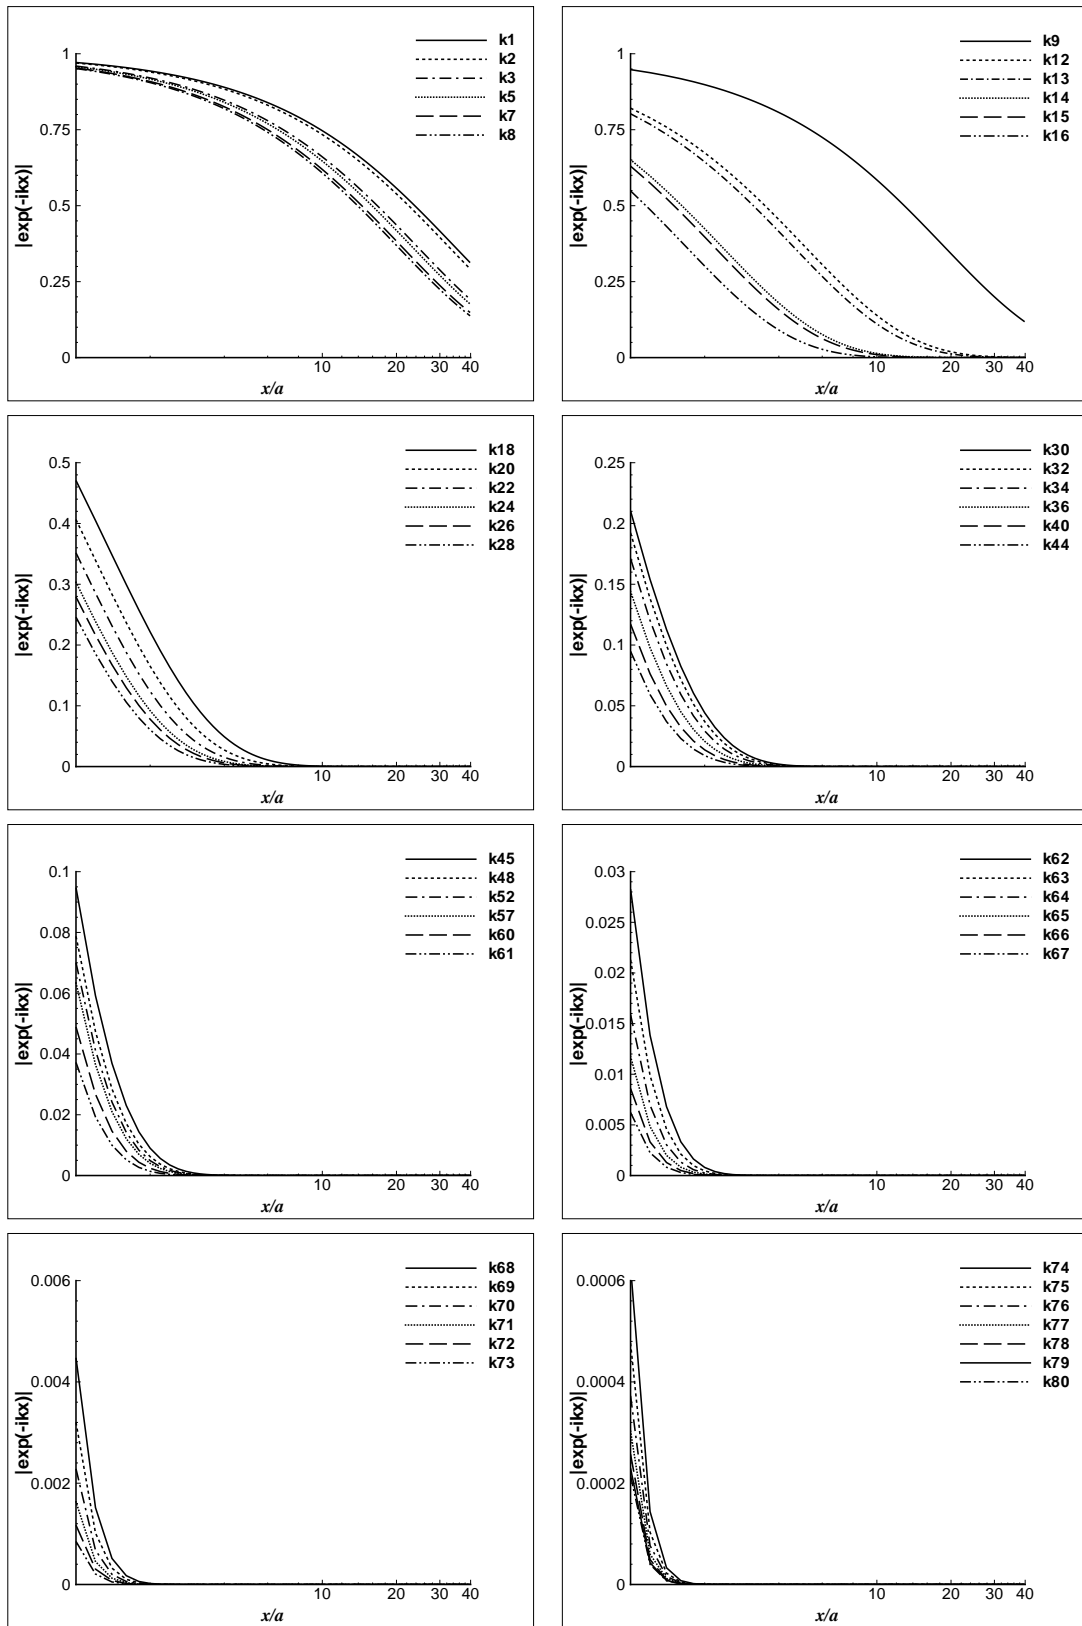 k1
k2
k3
k5
k7
k8
1
0.75
0.5
0.25
0
|exp(-ikx)|
10 20 30 40
x/a
k9
k12
k13
k14
k15
k16
1
0.75
0.5
0.25
0
|exp(-ikx)|
10 20 30 40
x/a
k18
k20
k22
k24
k26
k28
0.5
0.4
0.3
0.2
0.1
0
|exp(-ikx)|
10 20 30 40
x/a
k30
k32
k34
k36
k40
k44
0.25
0.2
0.15
0.1
0.05
0
|exp(-ikx)|
10 20 30 40
x/a
k45
k48
k52
k57
k60
k61
0.1
0.08
0.06
0.04
0.02
0
|exp(-ikx)|
10 20 30 40
x/a
k62
k63
k64
k65
k66
k67
0.03
0.025
0.02
0.015
0.01
0.005
0
|exp(-ikx)|
10 20 30 40
x/a
k68
k69
k70
k71
k72
k73
0.006
0.004
0.002
0
|exp(-ikx)|
10 20 30 40
x/a
k74
k75
k76
k77
k78
k79
k80
0.0006
0.0004
0.0002
0
|exp(-ikx)|
10 20 30 40
x/a